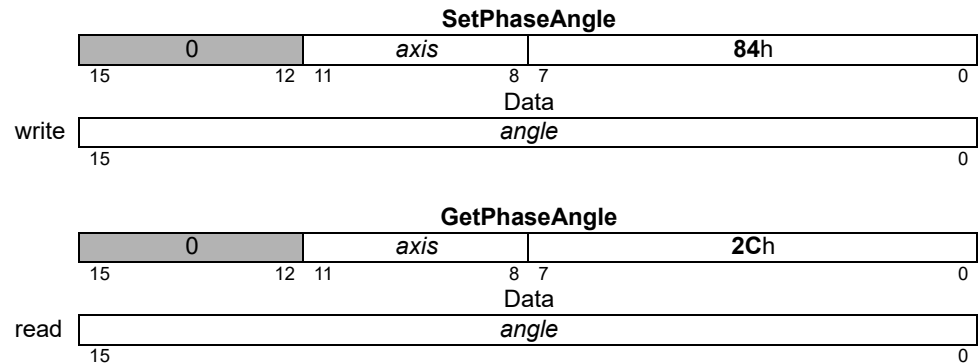 SetPhaseAngle
0 axis 84h
15 12 11 8 7 0
Data
write angle
15 0
GetPhaseAngle
0 axis 2Ch
15 12 11 8 7 0
Data
read angle
15 0